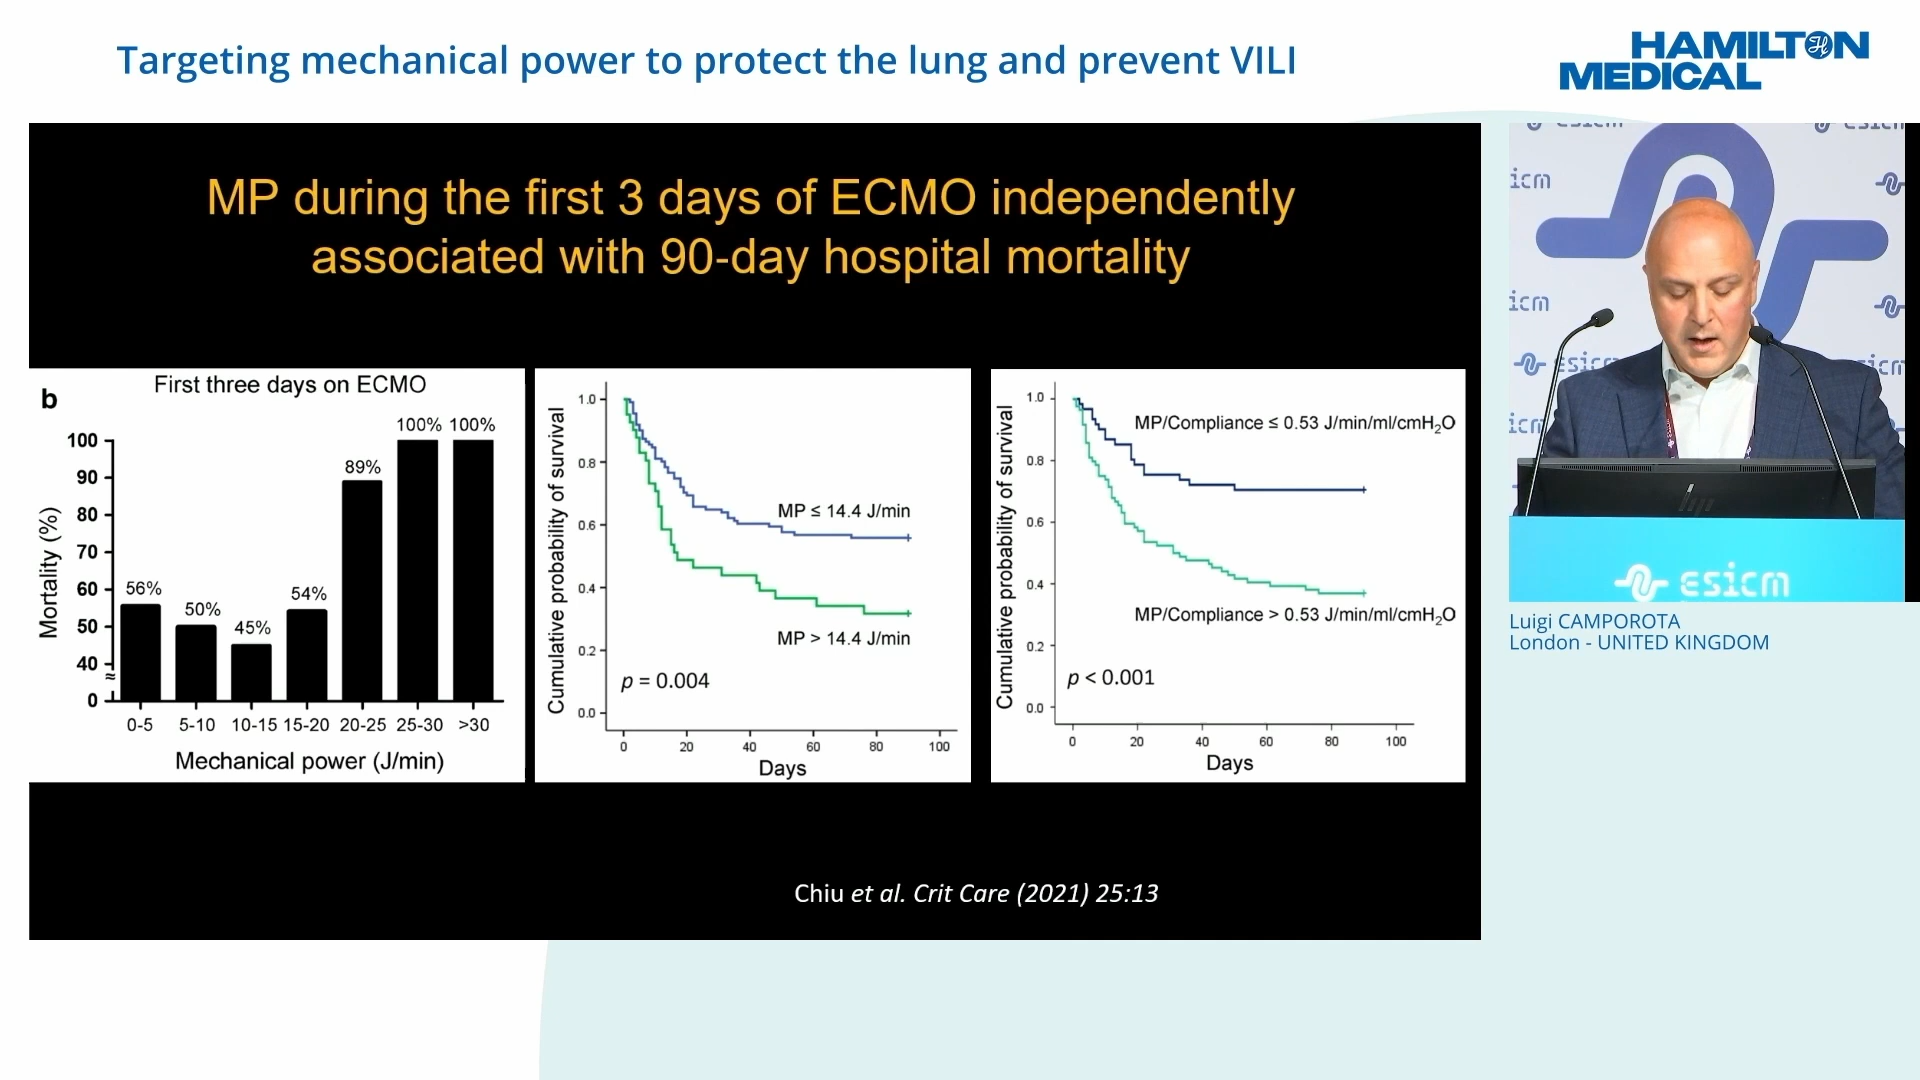 Targeting mechanical power to protect the lung and prevent VILI
HAMILTON
MEDICAL
MP during the first 3 days of ECMO independently
associated with 90-day hospital mortality
b
First three days on ECMO
Mortality (%)
100
90
80
70
60
50
40
0
56%
50%
45%
54%
89%
100%
100%
0-5
5-10
10-15
15-20
20-25
25-30
>30
Mechanical power (J/min)
Cumulative probability of survival
1.0
0.8
0.6
0.4
0.2
0.0
MP ≤ 14.4 J/min
MP > 14.4 J/min
p = 0.004
0
20
40
60
80
100
Days
Cumulative probability of survival
1.0
0.8
0.6
0.4
0.2
0.0
MP/Compliance ≤ 0.53 J/min/ml/cmH₂O
MP/Compliance > 0.53 J/min/ml/cmH₂O
p < 0.001
0
20
40
60
80
100
Days
Chiu et al. Crit Care (2021) 25:13
icm
icm
esicm
icm
hp
esicm
Luigi CAMPOROTA
London - UNITED KINGDOM